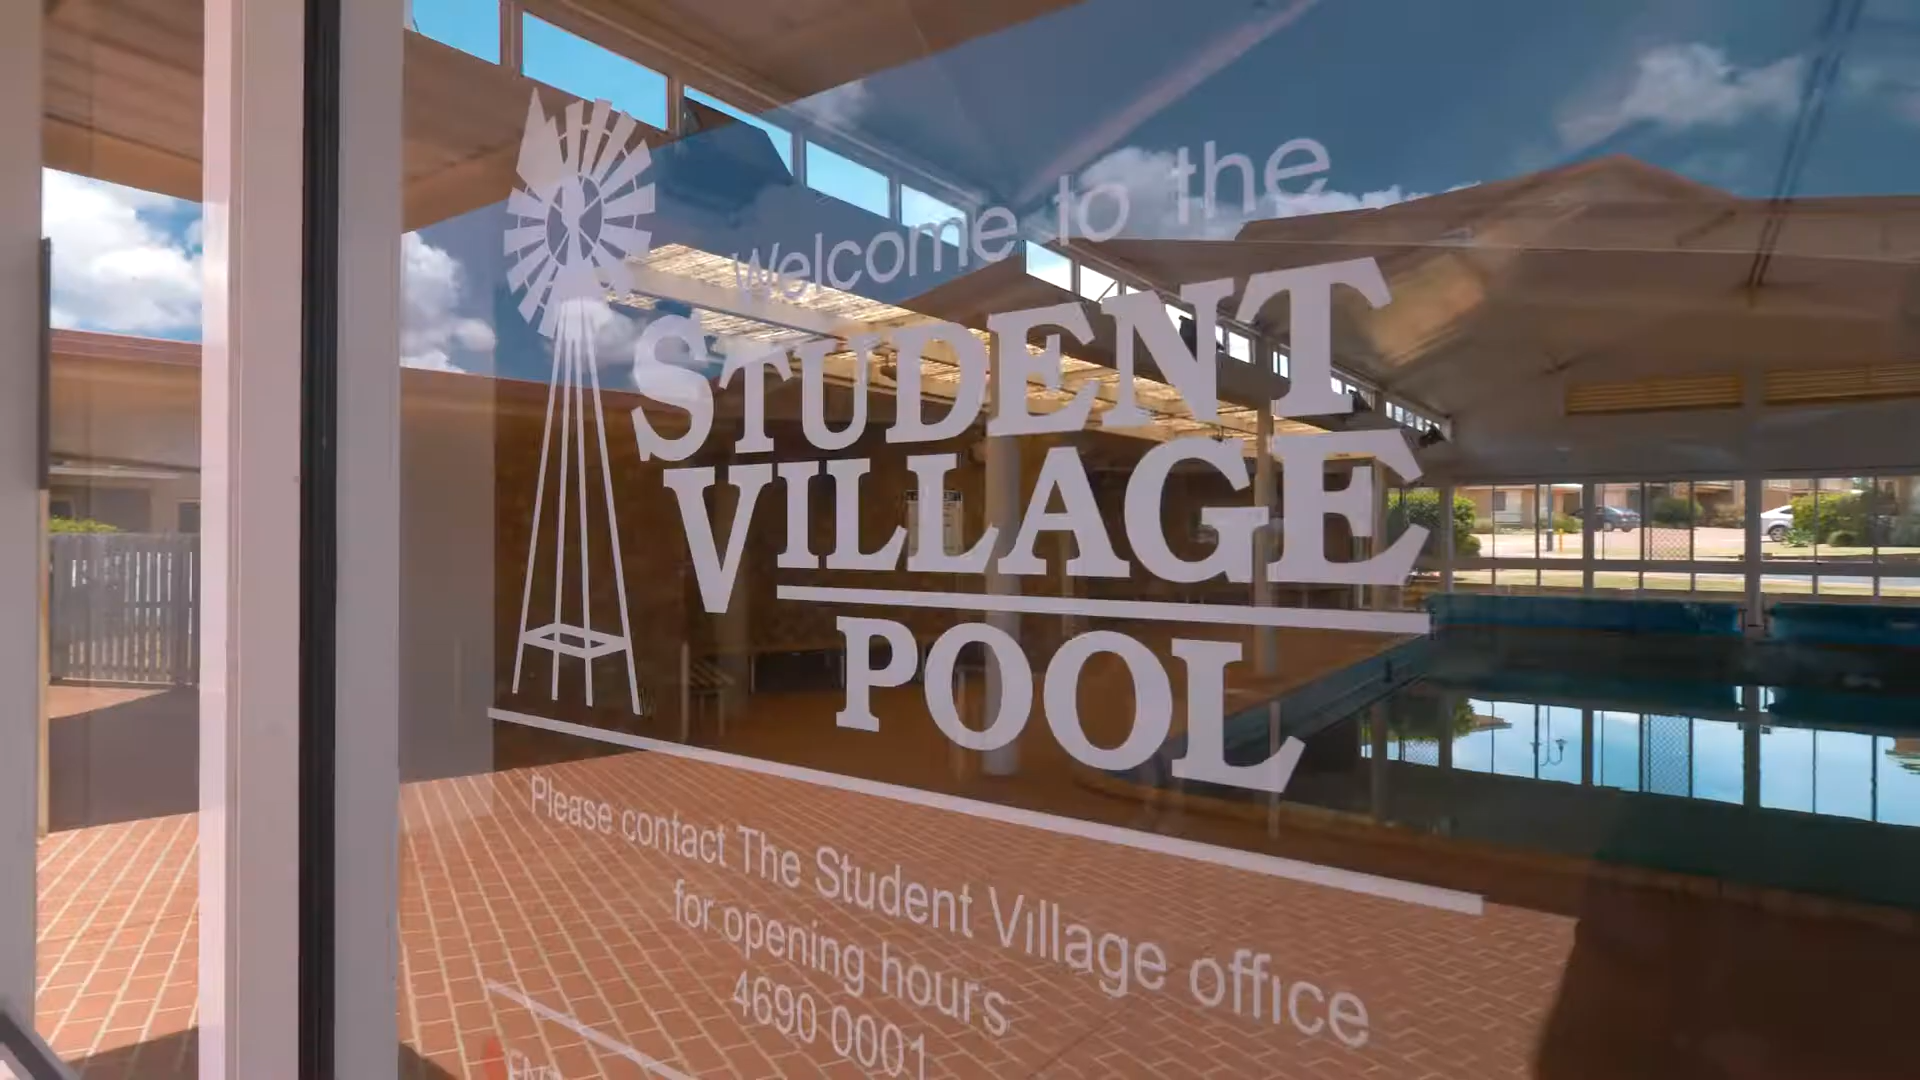 Welcome to the
STUDENT
VILLAGE
POOL
Please contact The Student Village office
for opening hours
4690 0001